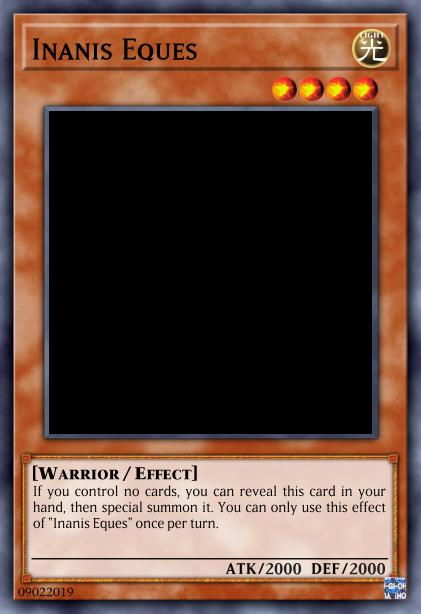 Inanis Eques
LIGHT
光
[Warrior / Effect]
If you control no cards, you can reveal this card in your
hand, then special summon it. You can only use this effect
of "Inanis Eques" once per turn.
ATK/2000 DEF/2000
09022019